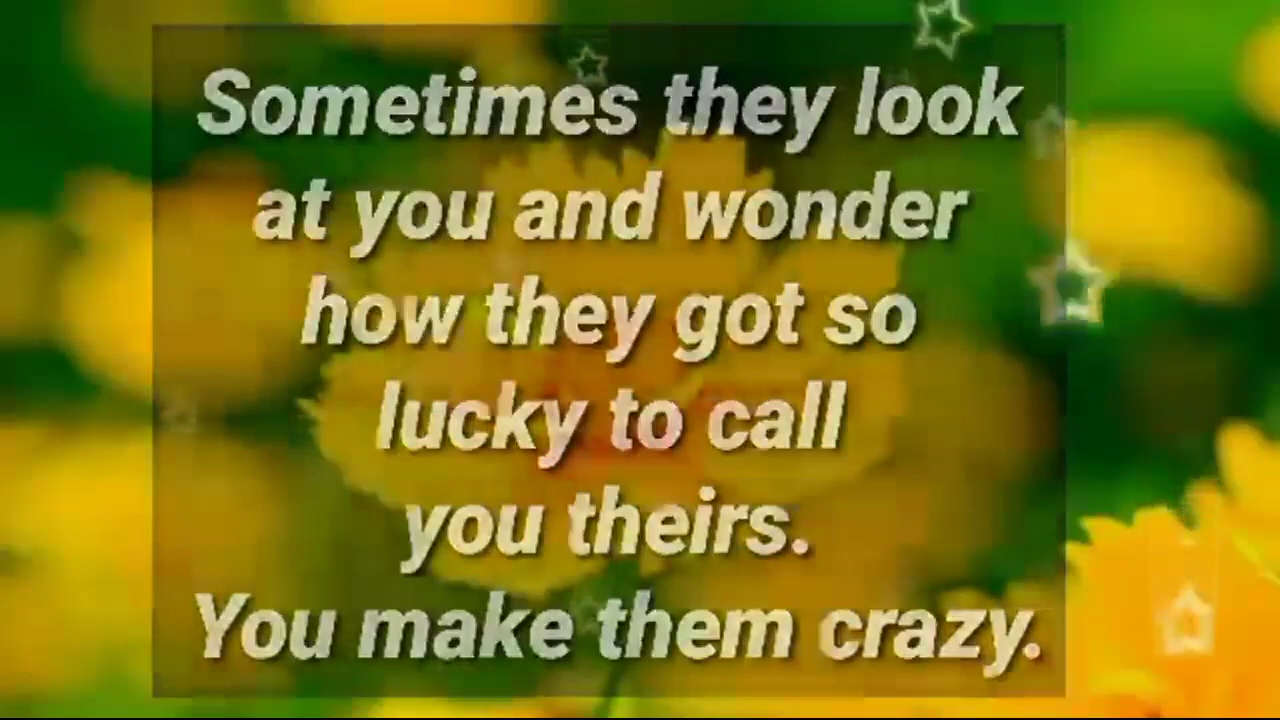 Sometimes they look
at you and wonder
how they got so
lucky to call
you theirs.
You make them crazy.